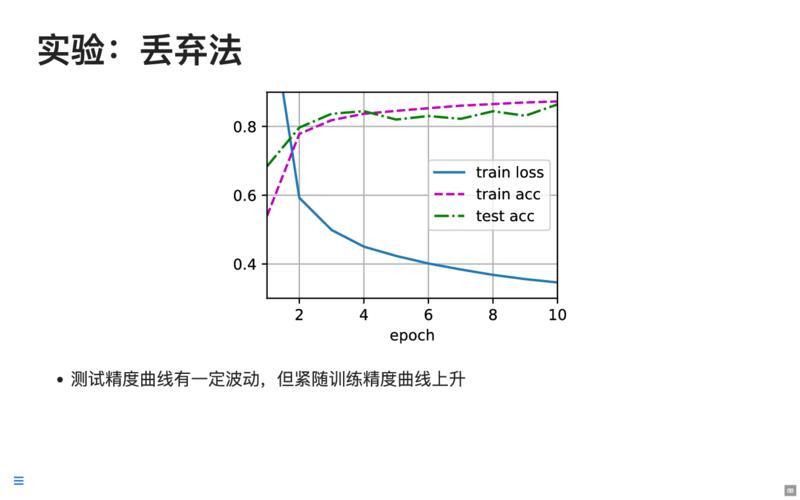 实验：丢弃法
0.8
0.6
0.4
train loss
train acc
test acc
2 4 6 8 10
epoch
• 测试精度曲线有一定波动，但紧随训练精度曲线上升